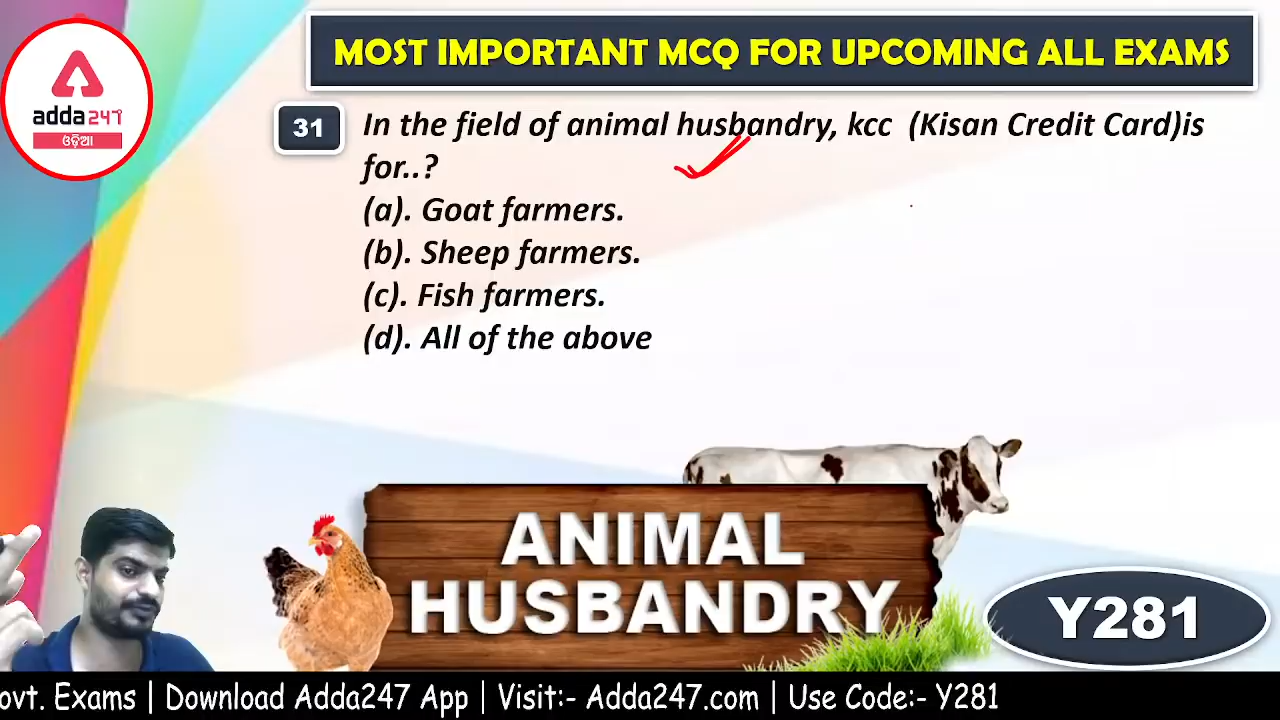 MOST IMPORTANT MCQ FOR UPCOMING ALL EXAMS
adda247
ଓଡ଼ିଆ
31
In the field of animal husbandry, kcc (Kisan Credit Card)is
for..?
(a). Goat farmers.
(b). Sheep farmers.
(c). Fish farmers.
(d). All of the above
ANIMAL
HUSBANDRY
Y281
ovt. Exams | Download Adda247 App | Visit:- Adda247.com | Use Code:- Y281